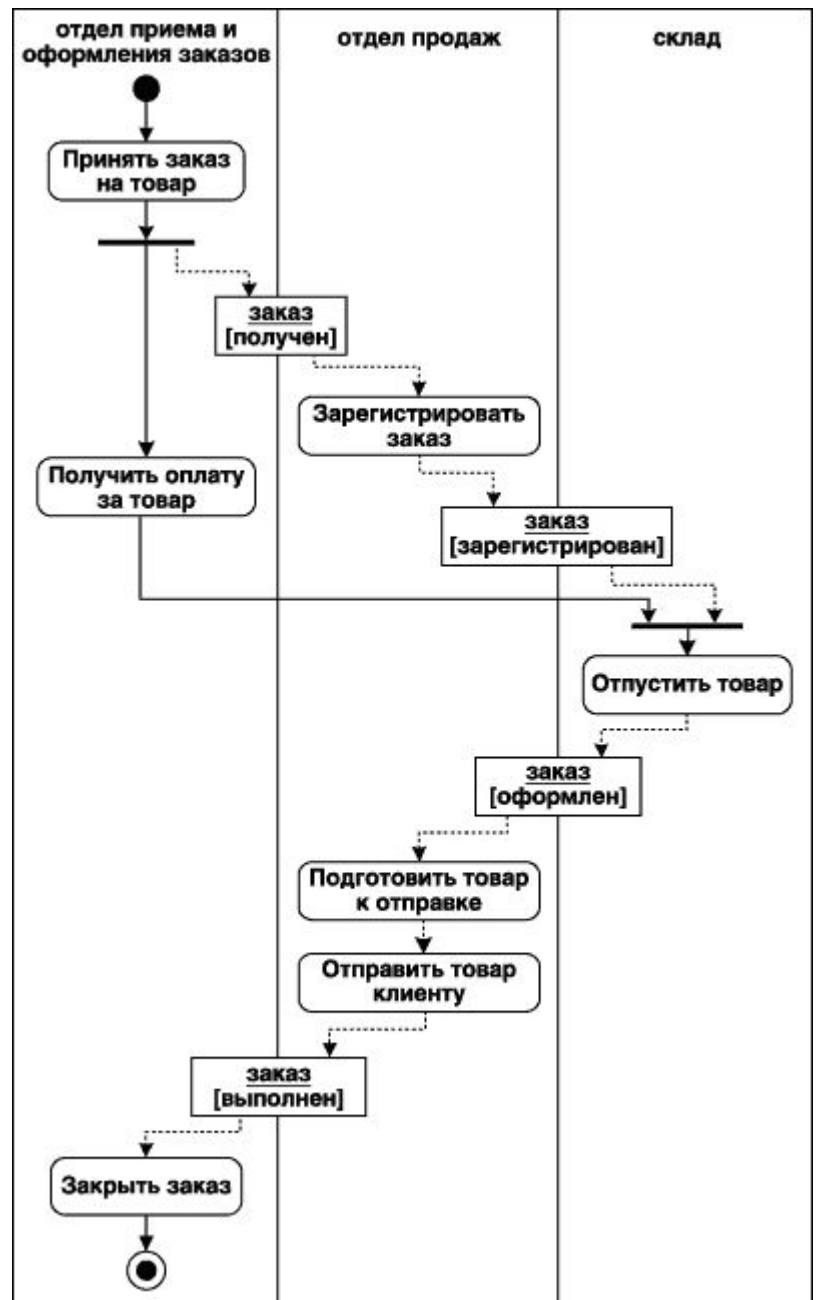 отдел приема и
оформления заказов
отдел продаж
склад
Принять заказ
на товар
заказ
[получен]
Зарегистрировать
заказ
Получить оплату
за товар
заказ
[зарегистрирован]
Отпустить товар
заказ
[оформлен]
Подготовить товар
к отправке
Отправить товар
клиенту
заказ
[выполнен]
Закрыть заказ